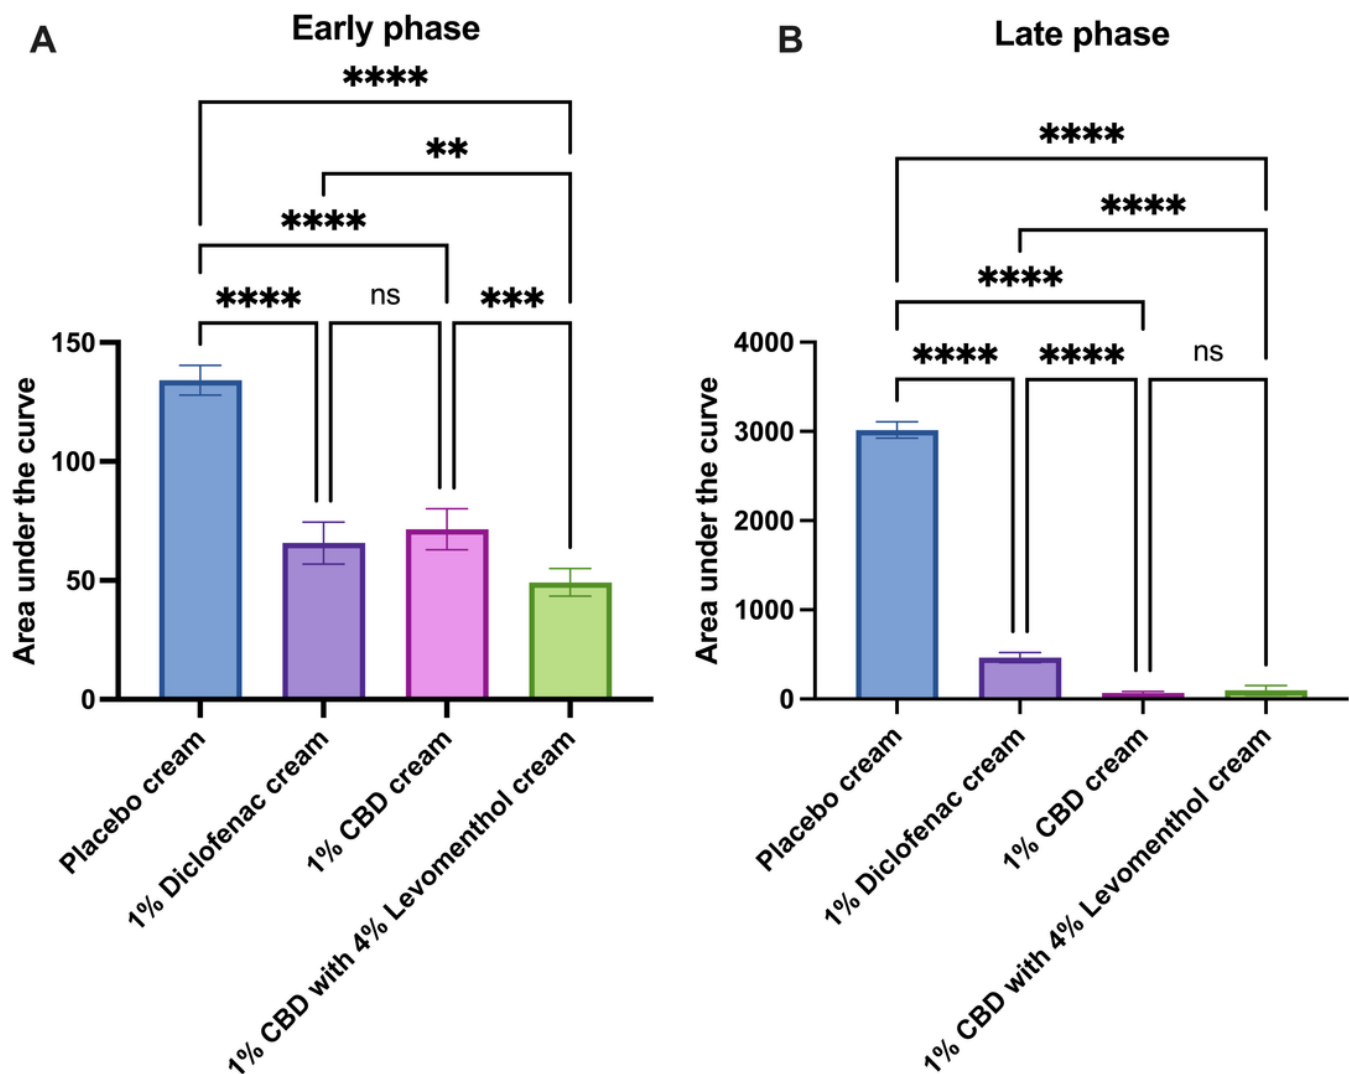 A
Early phase
****
**
****
****
ns
***
150
100
50
0
Area under the curve
Placebo cream
1% Diclofenac cream
1% CBD cream
1% CBD with 4% Levomenthol cream
B
Late phase
****
****
****
****
****
ns
4000
3000
2000
1000
0
Area under the curve
Placebo cream
1% Diclofenac cream
1% CBD cream
1% CBD with 4% Levomenthol cream